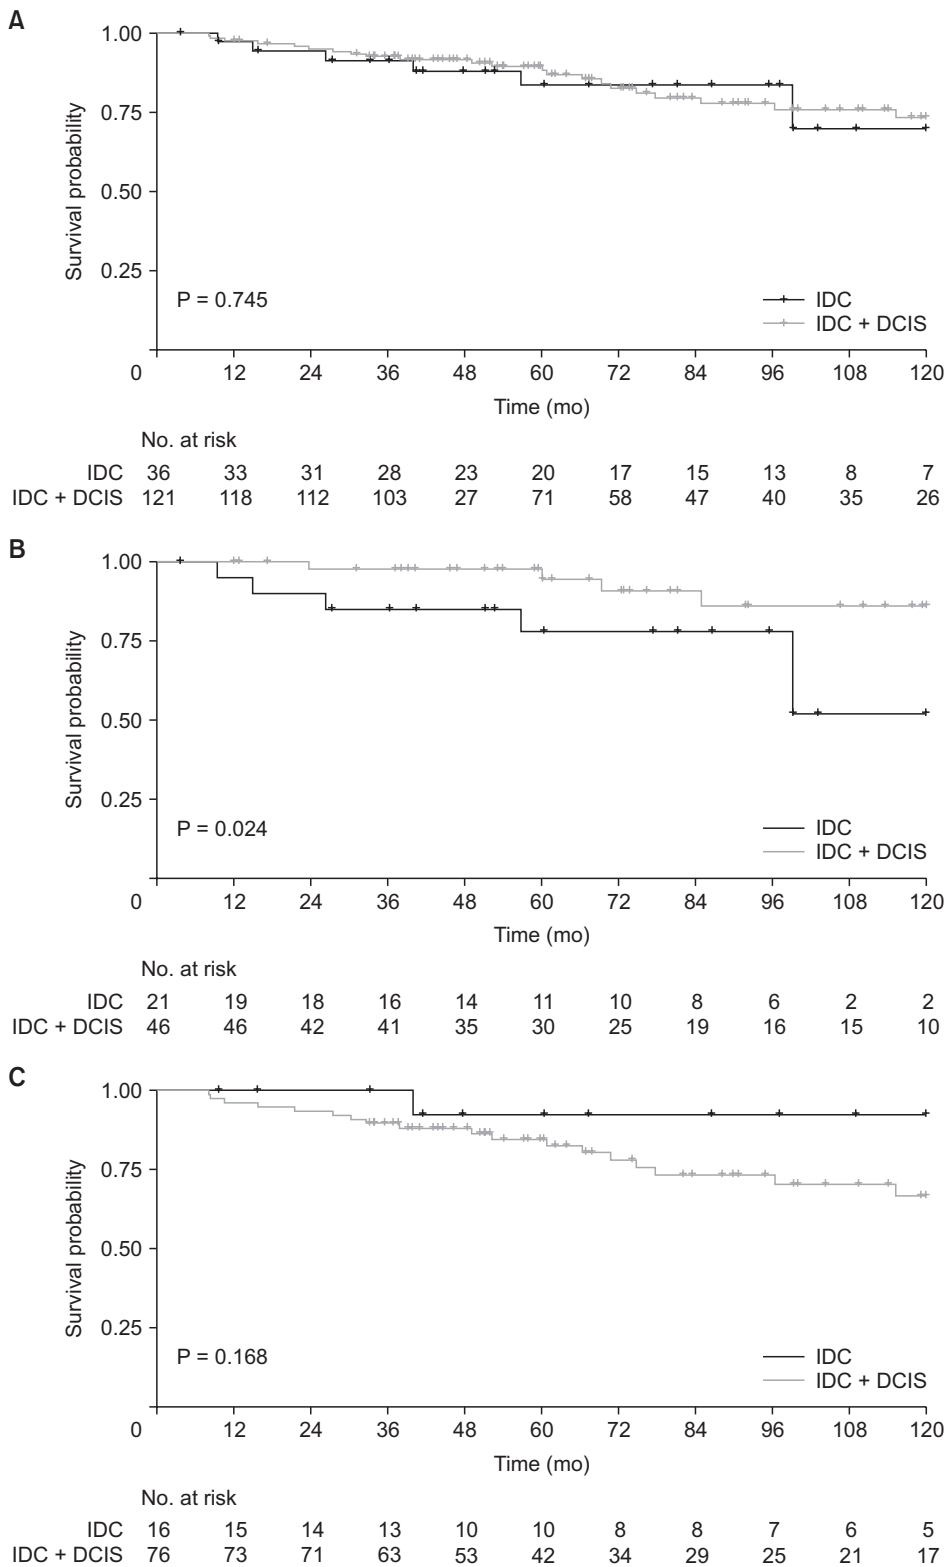 A
1.00
0.75
0.50
0.25
Survival probability
P = 0.745
IDC
IDC + DCIS
0 12 24 36 48 60 72 84 96 108 120
Time (mo)
No. at risk
IDC 36 33 31 28 23 20 17 15 13 8 7
IDC + DCIS 121 118 112 103 27 71 58 47 40 35 26
B
1.00
0.75
0.50
0.25
Survival probability
P = 0.024
IDC
IDC + DCIS
0 12 24 36 48 60 72 84 96 108 120
Time (mo)
No. at risk
IDC 21 19 18 16 14 11 10 8 6 2 2
IDC + DCIS 46 46 42 41 35 30 25 19 16 15 10
C
1.00
0.75
0.50
0.25
Survival probability
P = 0.168
IDC
IDC + DCIS
0 12 24 36 48 60 72 84 96 108 120
Time (mo)
No. at risk
IDC 16 15 14 13 10 10 8 8 7 6 5
IDC + DCIS 76 73 71 63 53 42 34 29 25 21 17